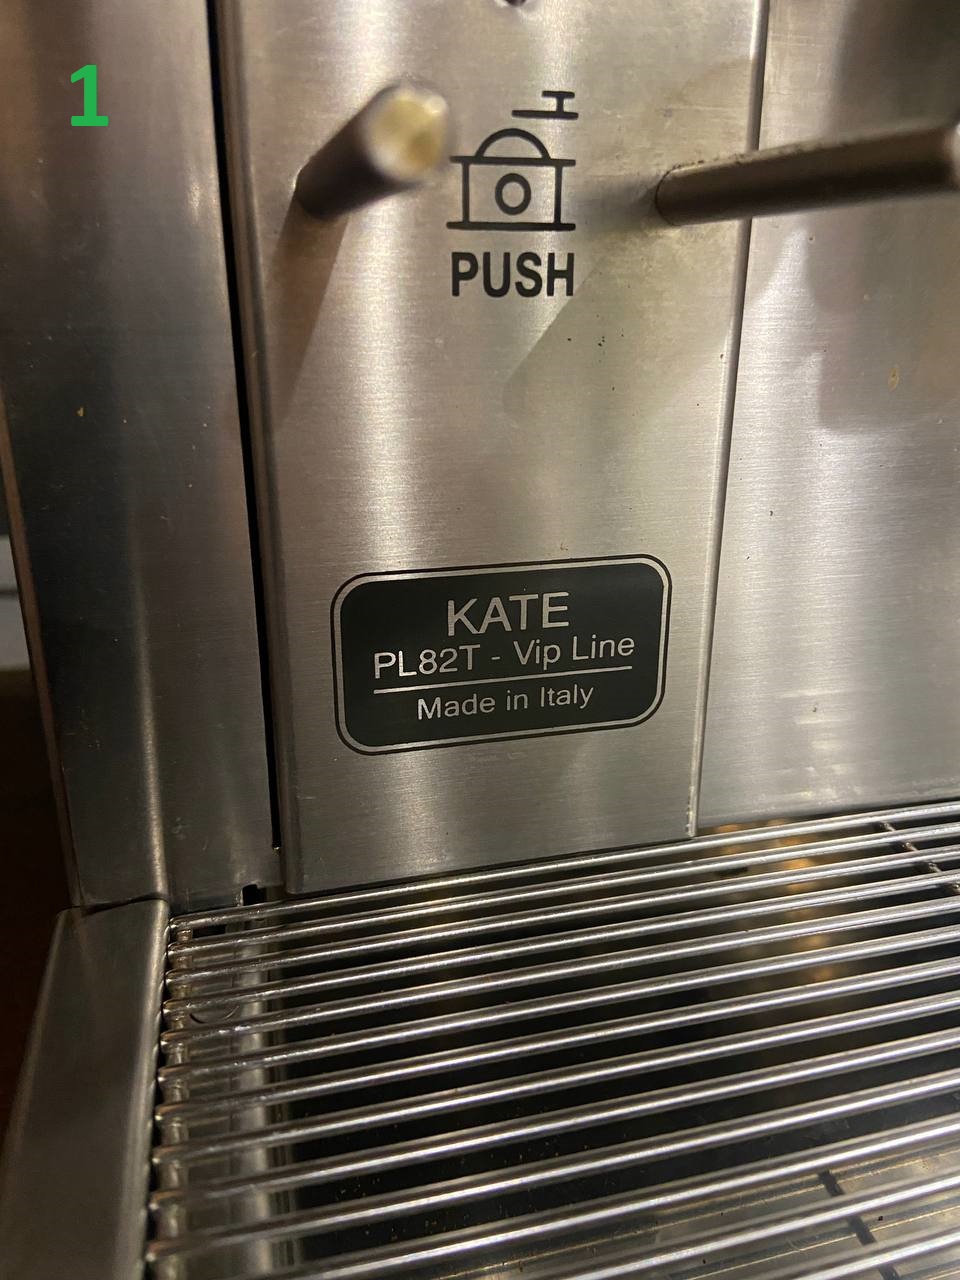 1
PUSH
KATE
PL82T - Vip Line
Made in Italy